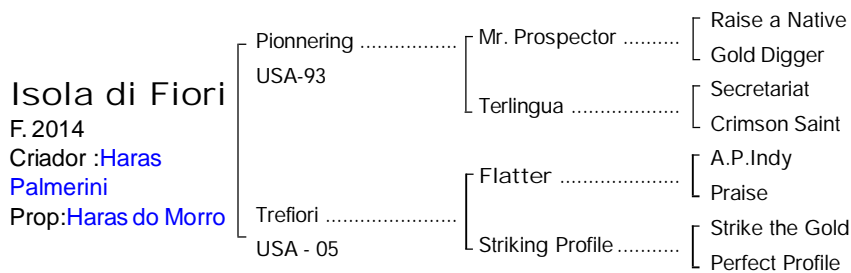 Isola di Fiori
F. 2014
Criador :Haras
Palmerini
Prop:Haras do Morro
Pionnering .................
USA-93
Trefiori .......................
USA - 05
Mr. Prospector ..........
Terlingua ...................
Flatter .....................
Striking Profile...........
Raise a Native
Gold Digger
Secretariat
Crimson Saint
A.P.Indy
Praise
Strike the Gold
Perfect Profile